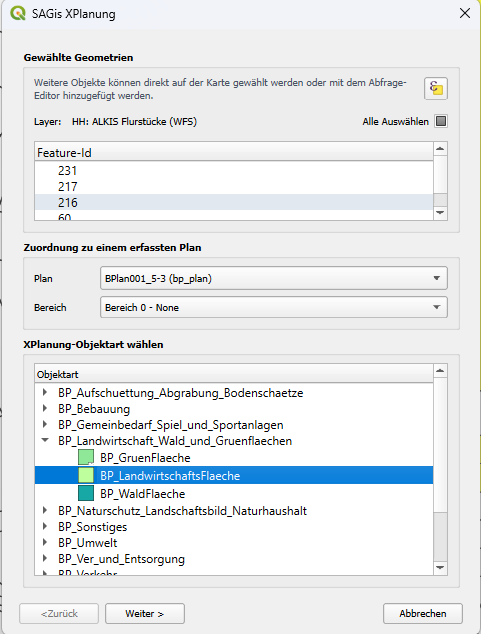 SAGis XPlanung
Gewählte Geometrien
Weitere Objekte können direkt auf der Karte gewählt werden oder mit dem Abfrage-
Editor hinzugefügt werden.
ε
Layer: HH: ALKIS Flurstücke (WFS)
Alle Auswählen
Feature-Id
231
217
216
60
Zuordnung zu einem erfassten Plan
Plan
BPlan001_5-3 (bp_plan)
Bereich
Bereich 0 - None
XPlanung-Objektart wählen
Objektart
BP_Aufschuettung_Abgrabung_Bodenschaetze
BP_Bebauung
BP_Gemeinbedarf_Spiel_und_Sportanlagen
BP_Landwirtschaft_Wald_und_Gruenflaechen
BP_GruenFlaeche
BP_LandwirtschaftsFlaeche
BP_WaldFlaeche
BP_Naturschutz_Landschaftsbild_Naturhaushalt
BP_Sonstiges
BP_Umwelt
BP_Ver_und_Entsorgung
BP_Verkehr
<Zurück
Weiter >
Abbrechen